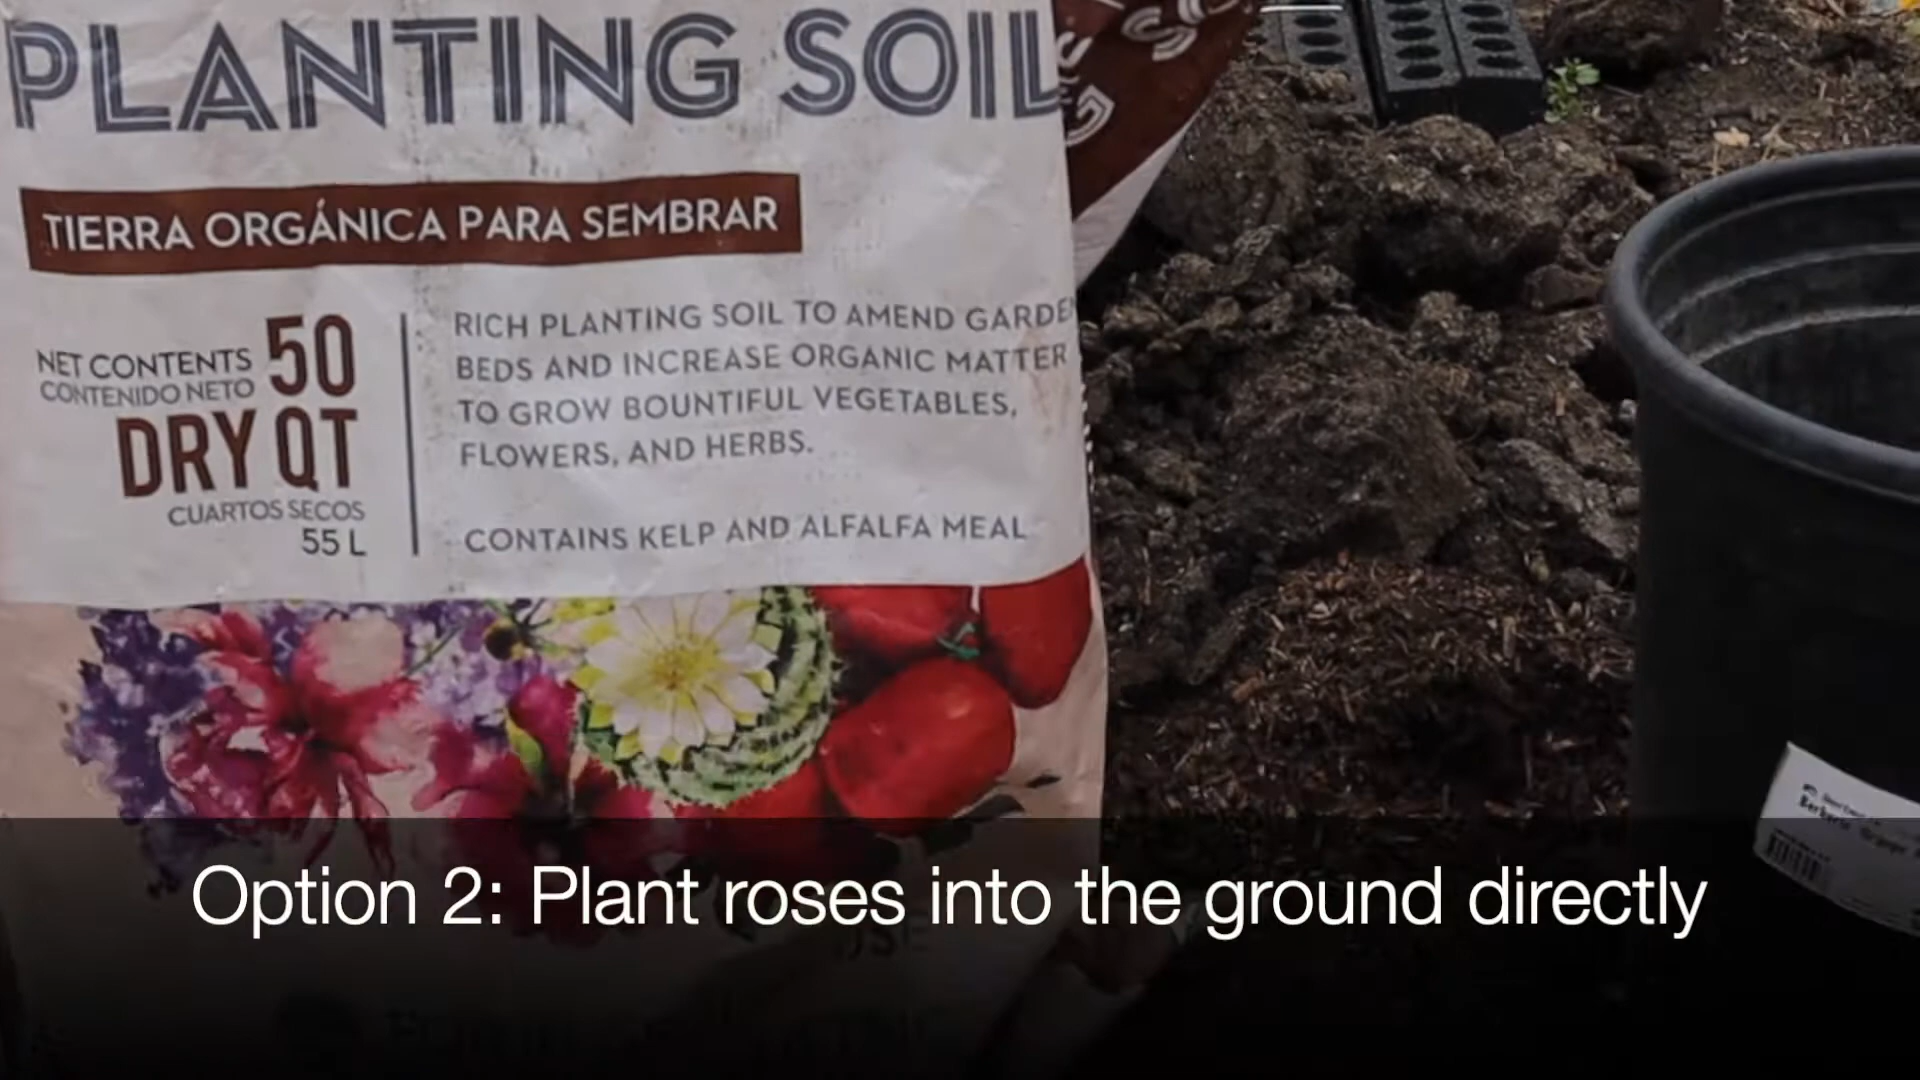 PLANTING SOIL
TIERRA ORGÁNICA PARA SEMBRAR
NET CONTENTS 50
CONTENIDO NETO
DRY QT
CUARTOS SECOS
55 L
RICH PLANTING SOIL TO AMEND GARDEN
BEDS AND INCREASE ORGANIC MATTER
TO GROW BOUNTIFUL VEGETABLES,
FLOWERS, AND HERBS.
CONTAINS KELP AND ALFALFA MEAL
Option 2: Plant roses into the ground directly